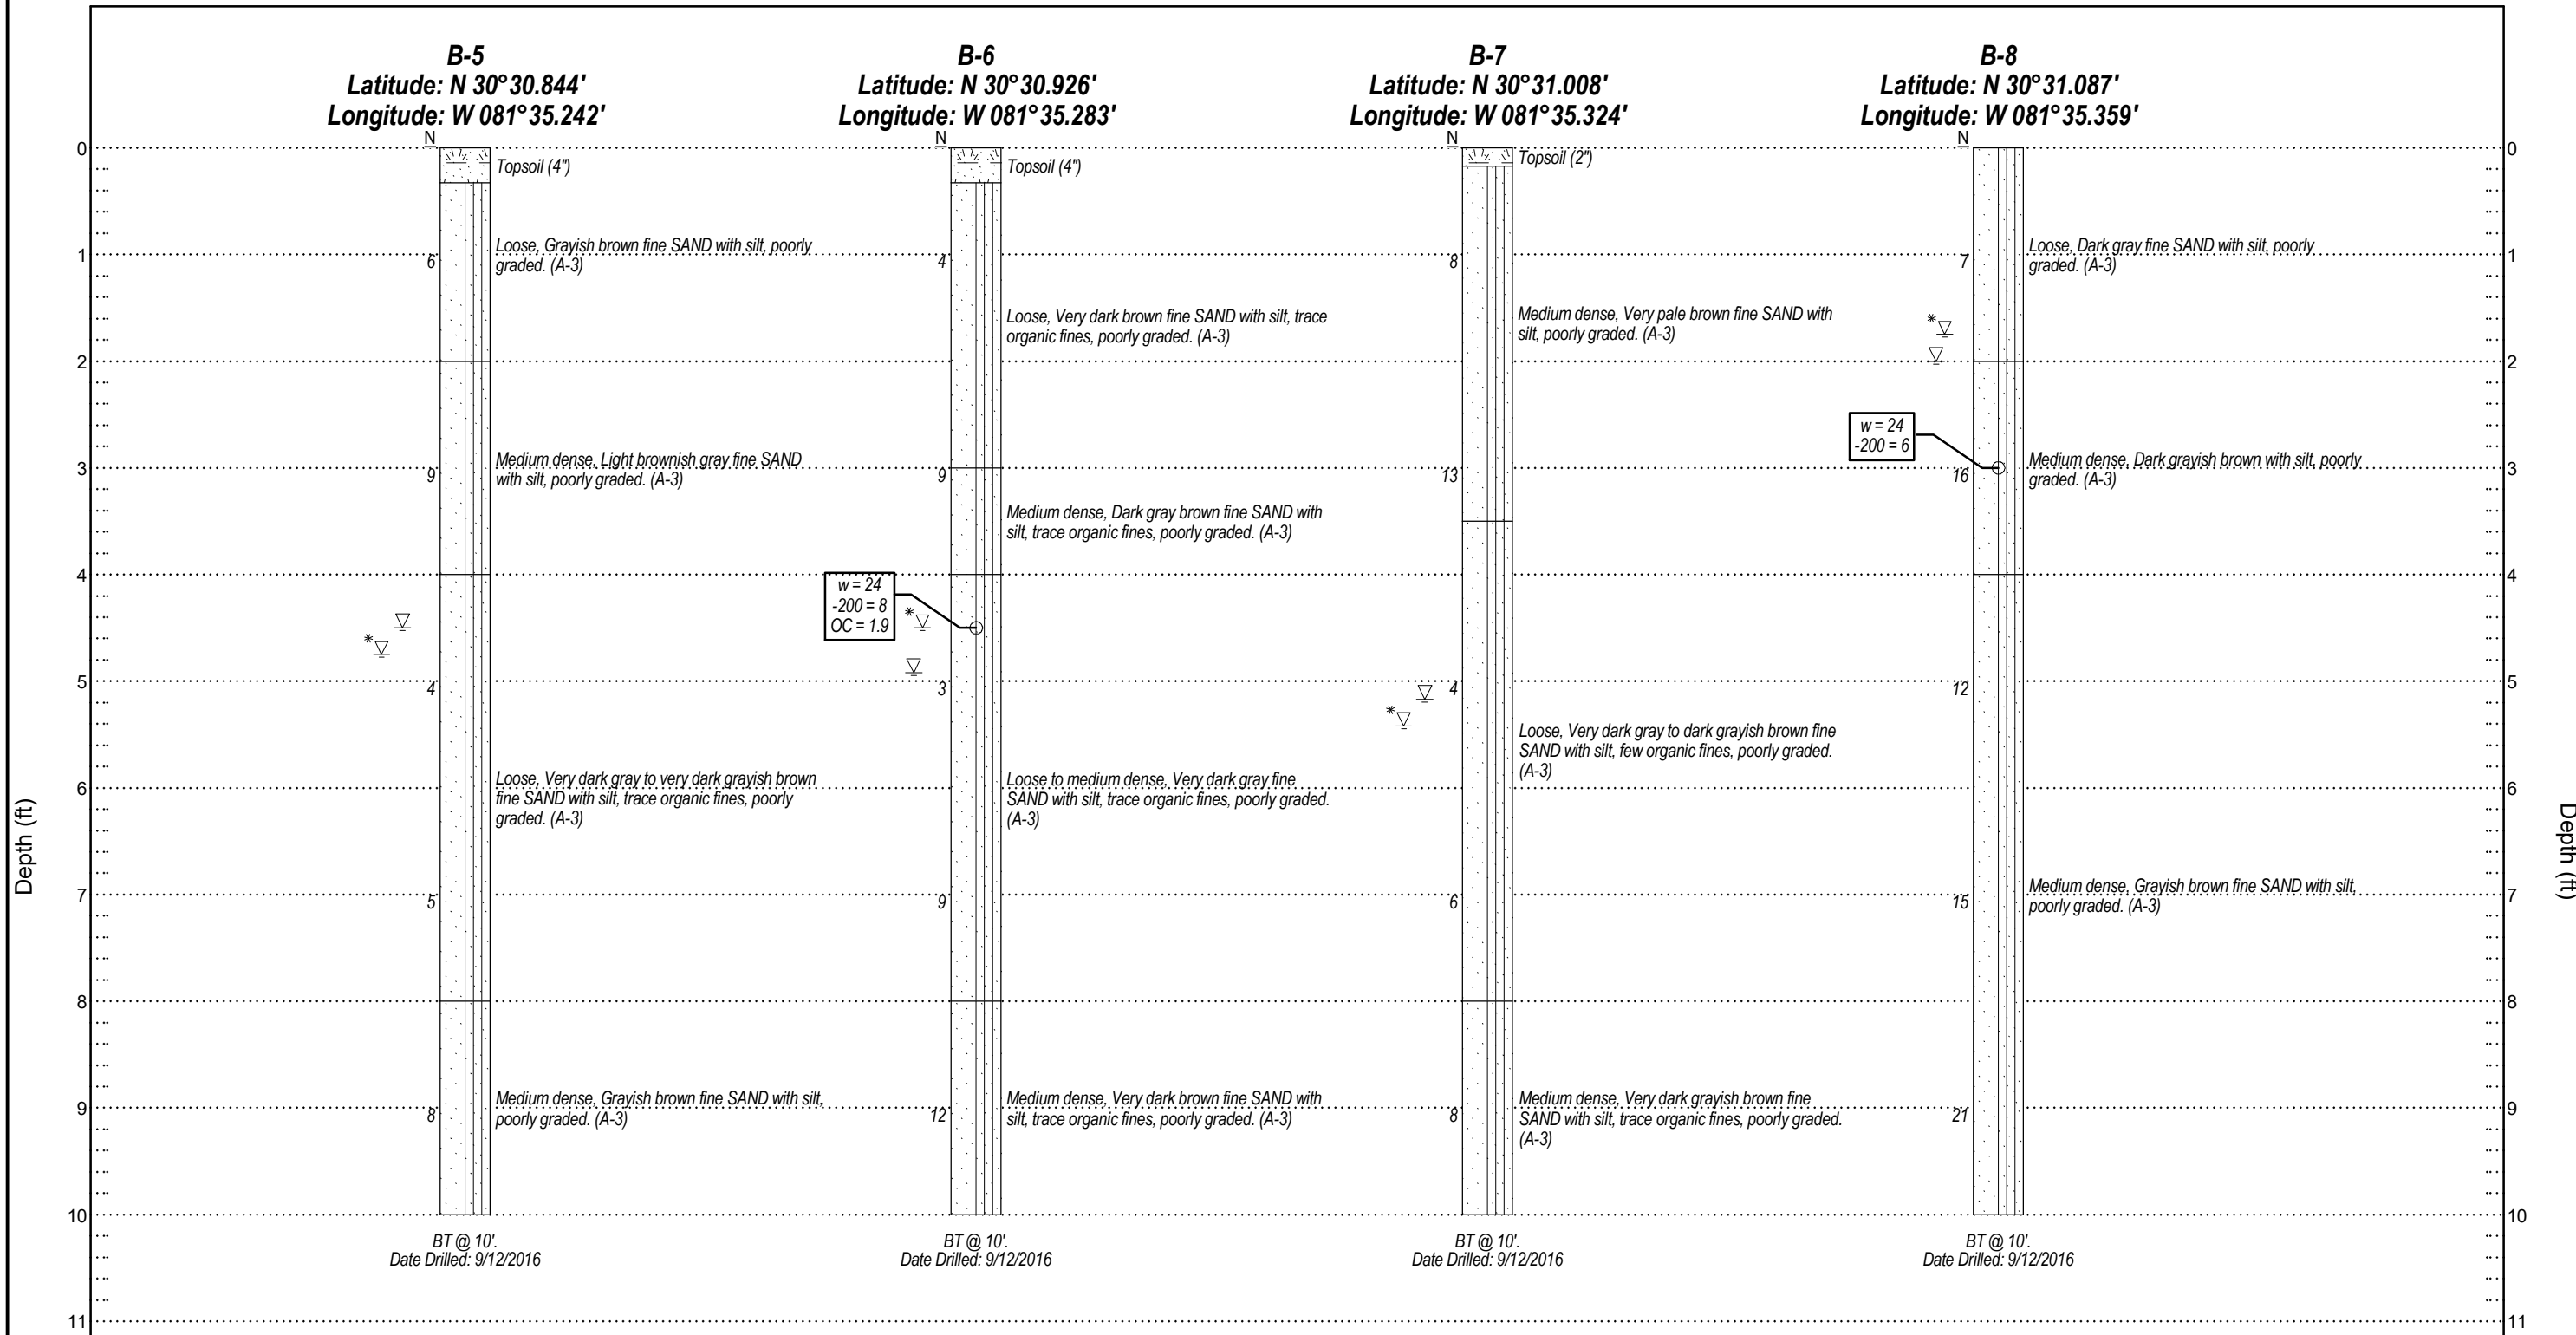 B-5
Latitude: N 30°30.844'
Longitude: W 081°35.242'
B-6
Latitude: N 30°30.926'
Longitude: W 081°35.283'
B-7
Latitude: N 30°31.008'
Longitude: W 081°35.324'
B-8
Latitude: N 30°31.087'
Longitude: W 081°35.359'
Depth (ft)
0
1
2
3
4
5
6
7
8
9
10
11
N
6
9
4
5
8
Topsoil (4")
Loose, Grayish brown fine SAND with silt, poorly
graded. (A-3)
Medium dense, Light brownish gray fine SAND
with silt, poorly graded. (A-3)
*
Loose, Very dark gray to very dark grayish brown
fine SAND with silt, trace organic fines, poorly
graded. (A-3)
Medium dense, Grayish brown fine SAND with silt,
poorly graded. (A-3)
BT @ 10'.
Date Drilled: 9/12/2016
N
4
9
3
9
12
Topsoil (4")
Loose, Very dark brown fine SAND with silt, trace
organic fines, poorly graded. (A-3)
Medium dense, Dark gray brown fine SAND with
silt, trace organic fines, poorly graded. (A-3)
w = 24
-200 = 8
OC = 1.9
*
Loose to medium dense, Very dark gray fine
SAND with silt, trace organic fines, poorly graded.
(A-3)
Medium dense, Very dark brown fine SAND with
silt, trace organic fines, poorly graded. (A-3)
BT @ 10'.
Date Drilled: 9/12/2016
N
8
13
4
6
8
Topsoil (2")
Medium dense, Very pale brown fine SAND with
silt, poorly graded. (A-3)
*
Loose, Very dark gray to dark grayish brown fine
SAND with silt, few organic fines, poorly graded.
(A-3)
Medium dense, Very dark grayish brown fine
SAND with silt, trace organic fines, poorly graded.
(A-3)
BT @ 10'.
Date Drilled: 9/12/2016
N
7
16
12
15
21
Loose, Dark gray fine SAND with silt, poorly
graded. (A-3)
*
w = 24
-200 = 6
Medium dense, Dark grayish brown with silt, poorly
graded. (A-3)
Medium dense, Grayish brown fine SAND with silt,
poorly graded. (A-3)
BT @ 10'.
Date Drilled: 9/12/2016
0
1
2
3
4
5
6
7
8
9
10
11
Depth (ft)